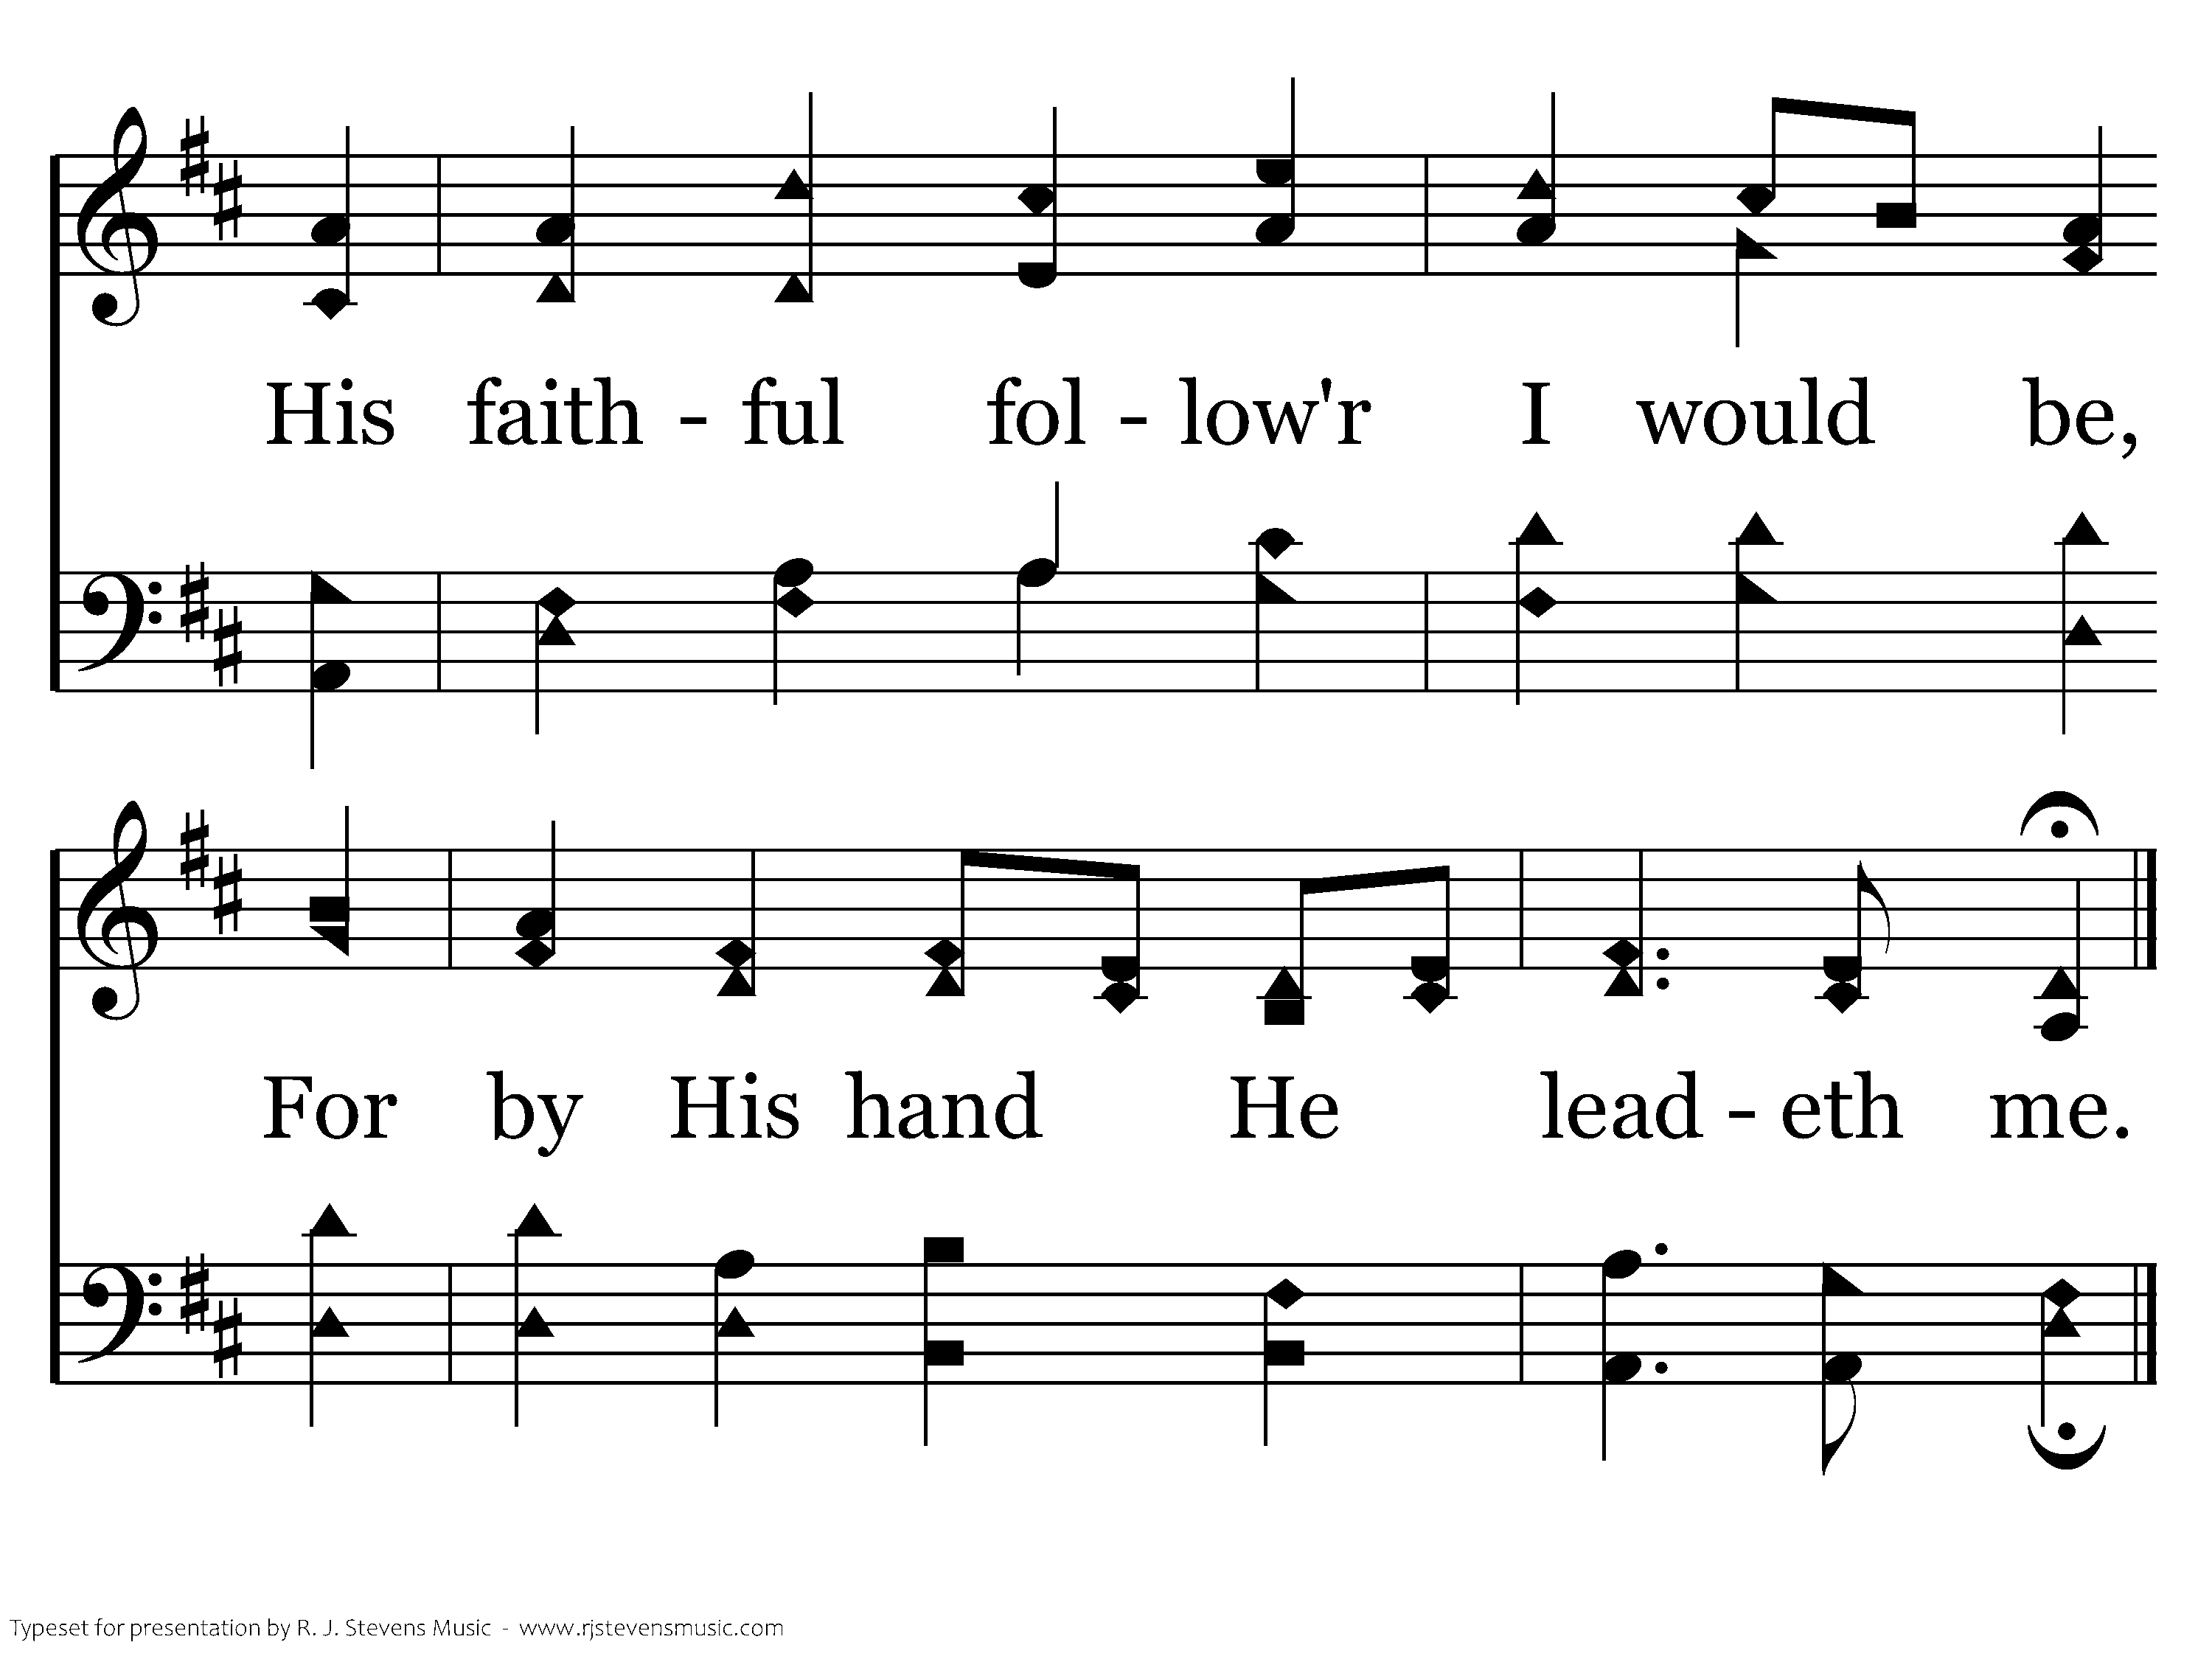 His faith - ful fol - low'r I would be,
For by His hand He lead - eth me.
Typeset for presentation by R. J. Stevens Music - www.rjstevensmusic.com